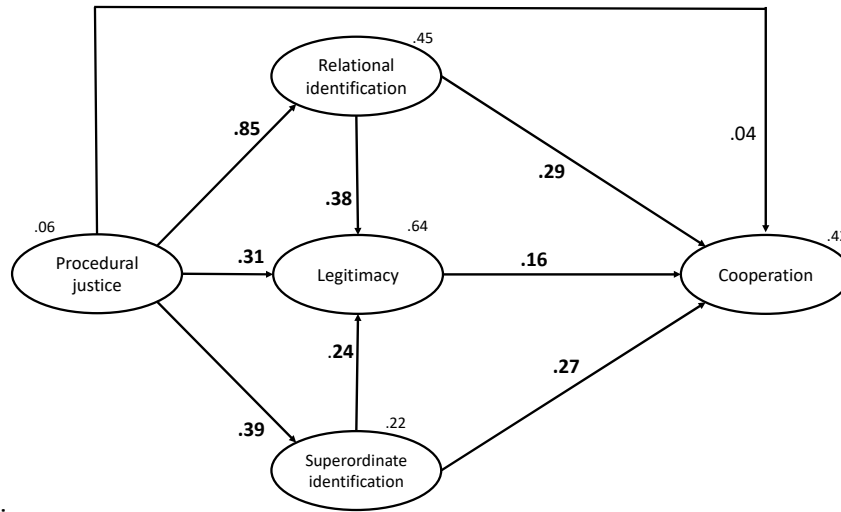 .45
Relational
identification
.85
.04
.29
.38
.06
.64
Procedural
justice
.31
Legitimacy
.16
Cooperation
.24
.27
.39
.22
Superordinate
identification
.